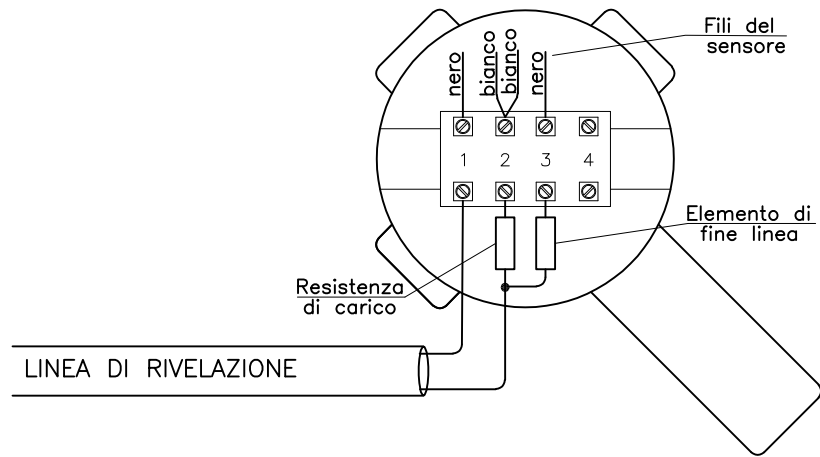 Fili del
sensore
nero
bianco
bianco
nero
1 2 3 4
Elemento di
fine linea
Resistenza
di carico
LINEA DI RIVELAZIONE